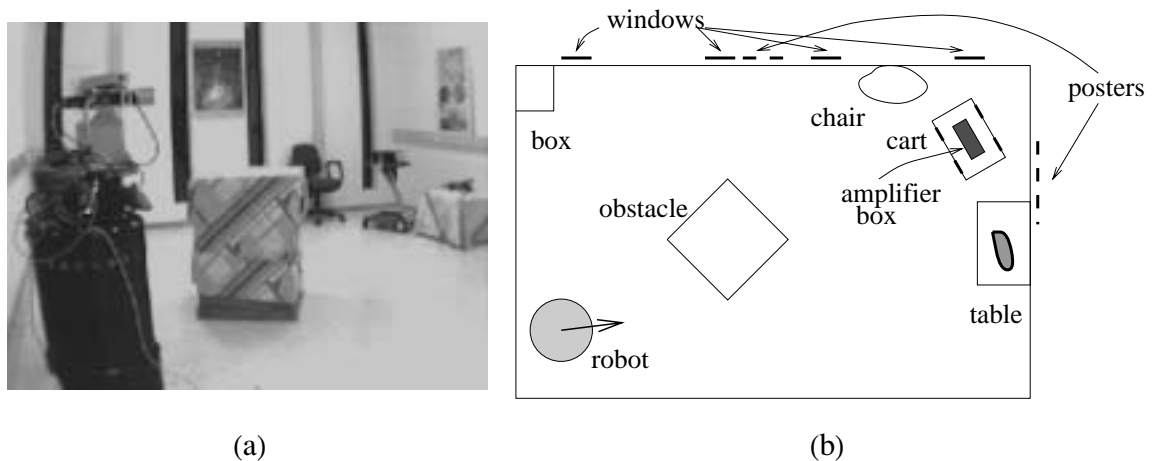 windows
posters
chair
box
cart
amplifier
box
obstacle
table
robot
(a)
(b)